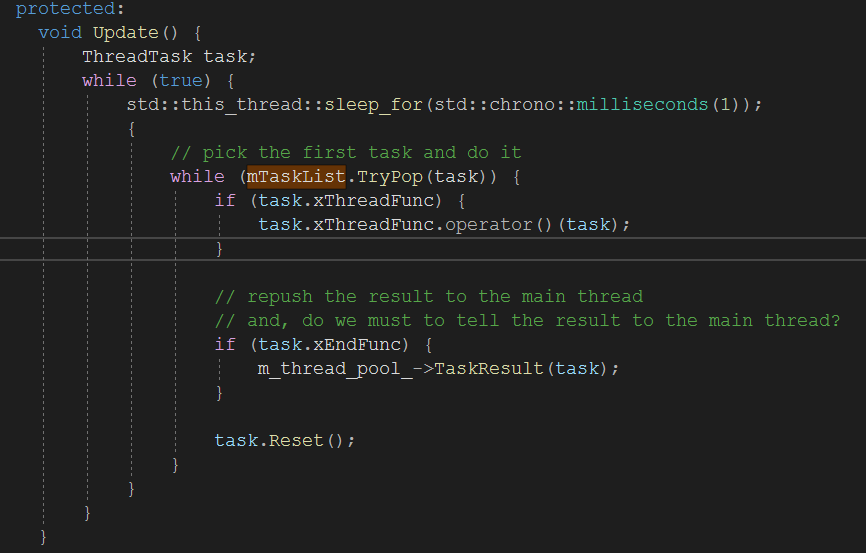 protected:
void Update() {
ThreadTask task;
while (true) {
std::this_thread::sleep_for(std::chrono::milliseconds(1));
{
// pick the first task and do it
while (mTaskList.TryPop(task)) {
if (task.xThreadFunc) {
task.xThreadFunc.operator()(task);
}
// repush the result to the main thread
// and, do we must to tell the result to the main thread?
if (task.xEndFunc) {
m_thread_pool_->TaskResult(task);
}
task.Reset();
}
}
}
}